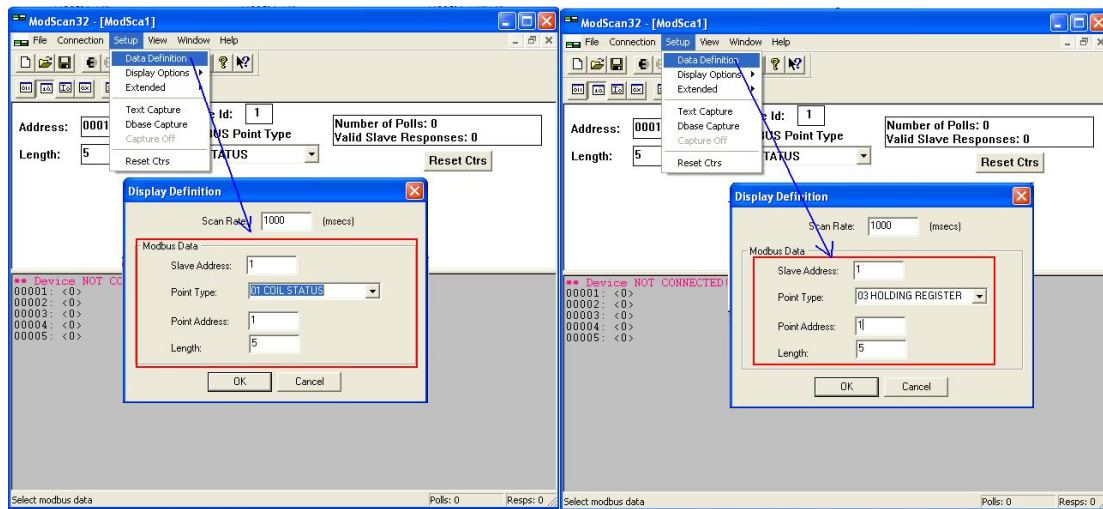 ModScan32 - [ModSca1]
File Connection Setup View Window Help
Data Definition
Display Options
Extended
Text Capture
Dbase Capture
Capture Off
Reset Ctrs
Address: 0001
Id: 1
US Point Type
Length: 5
TATUS
Number of Polls: 0
Valid Slave Responses: 0
Reset Ctrs
Display Definition
Scan Rate: 1000 (msecs)
Modbus Data
Slave Address: 1
Point Type: 01 COIL STATUS
Point Address: 1
Length: 5
OK Cancel
** Device NOT CO
00001: <0>
00002: <0>
00003: <0>
00004: <0>
00005: <0>
Select modbus data
Polls: 0 Resps: 0
ModScan32 - [ModSca1]
File Connection Setup View Window Help
Data Definition
Display Options
Extended
Text Capture
Dbase Capture
Capture Off
Reset Ctrs
Address: 0001
Id: 1
US Point Type
Length: 5
TATUS
Number of Polls: 0
Valid Slave Responses: 0
Reset Ctrs
Display Definition
Scan Rate: 1000 (msecs)
Modbus Data
Slave Address: 1
Point Type: 03 HOLDING REGISTER
Point Address: 1
Length: 5
OK Cancel
** Device NOT CONNECTED
00001: <0>
00002: <0>
00003: <0>
00004: <0>
00005: <0>
Select modbus data
Polls: 0 Resps: 0